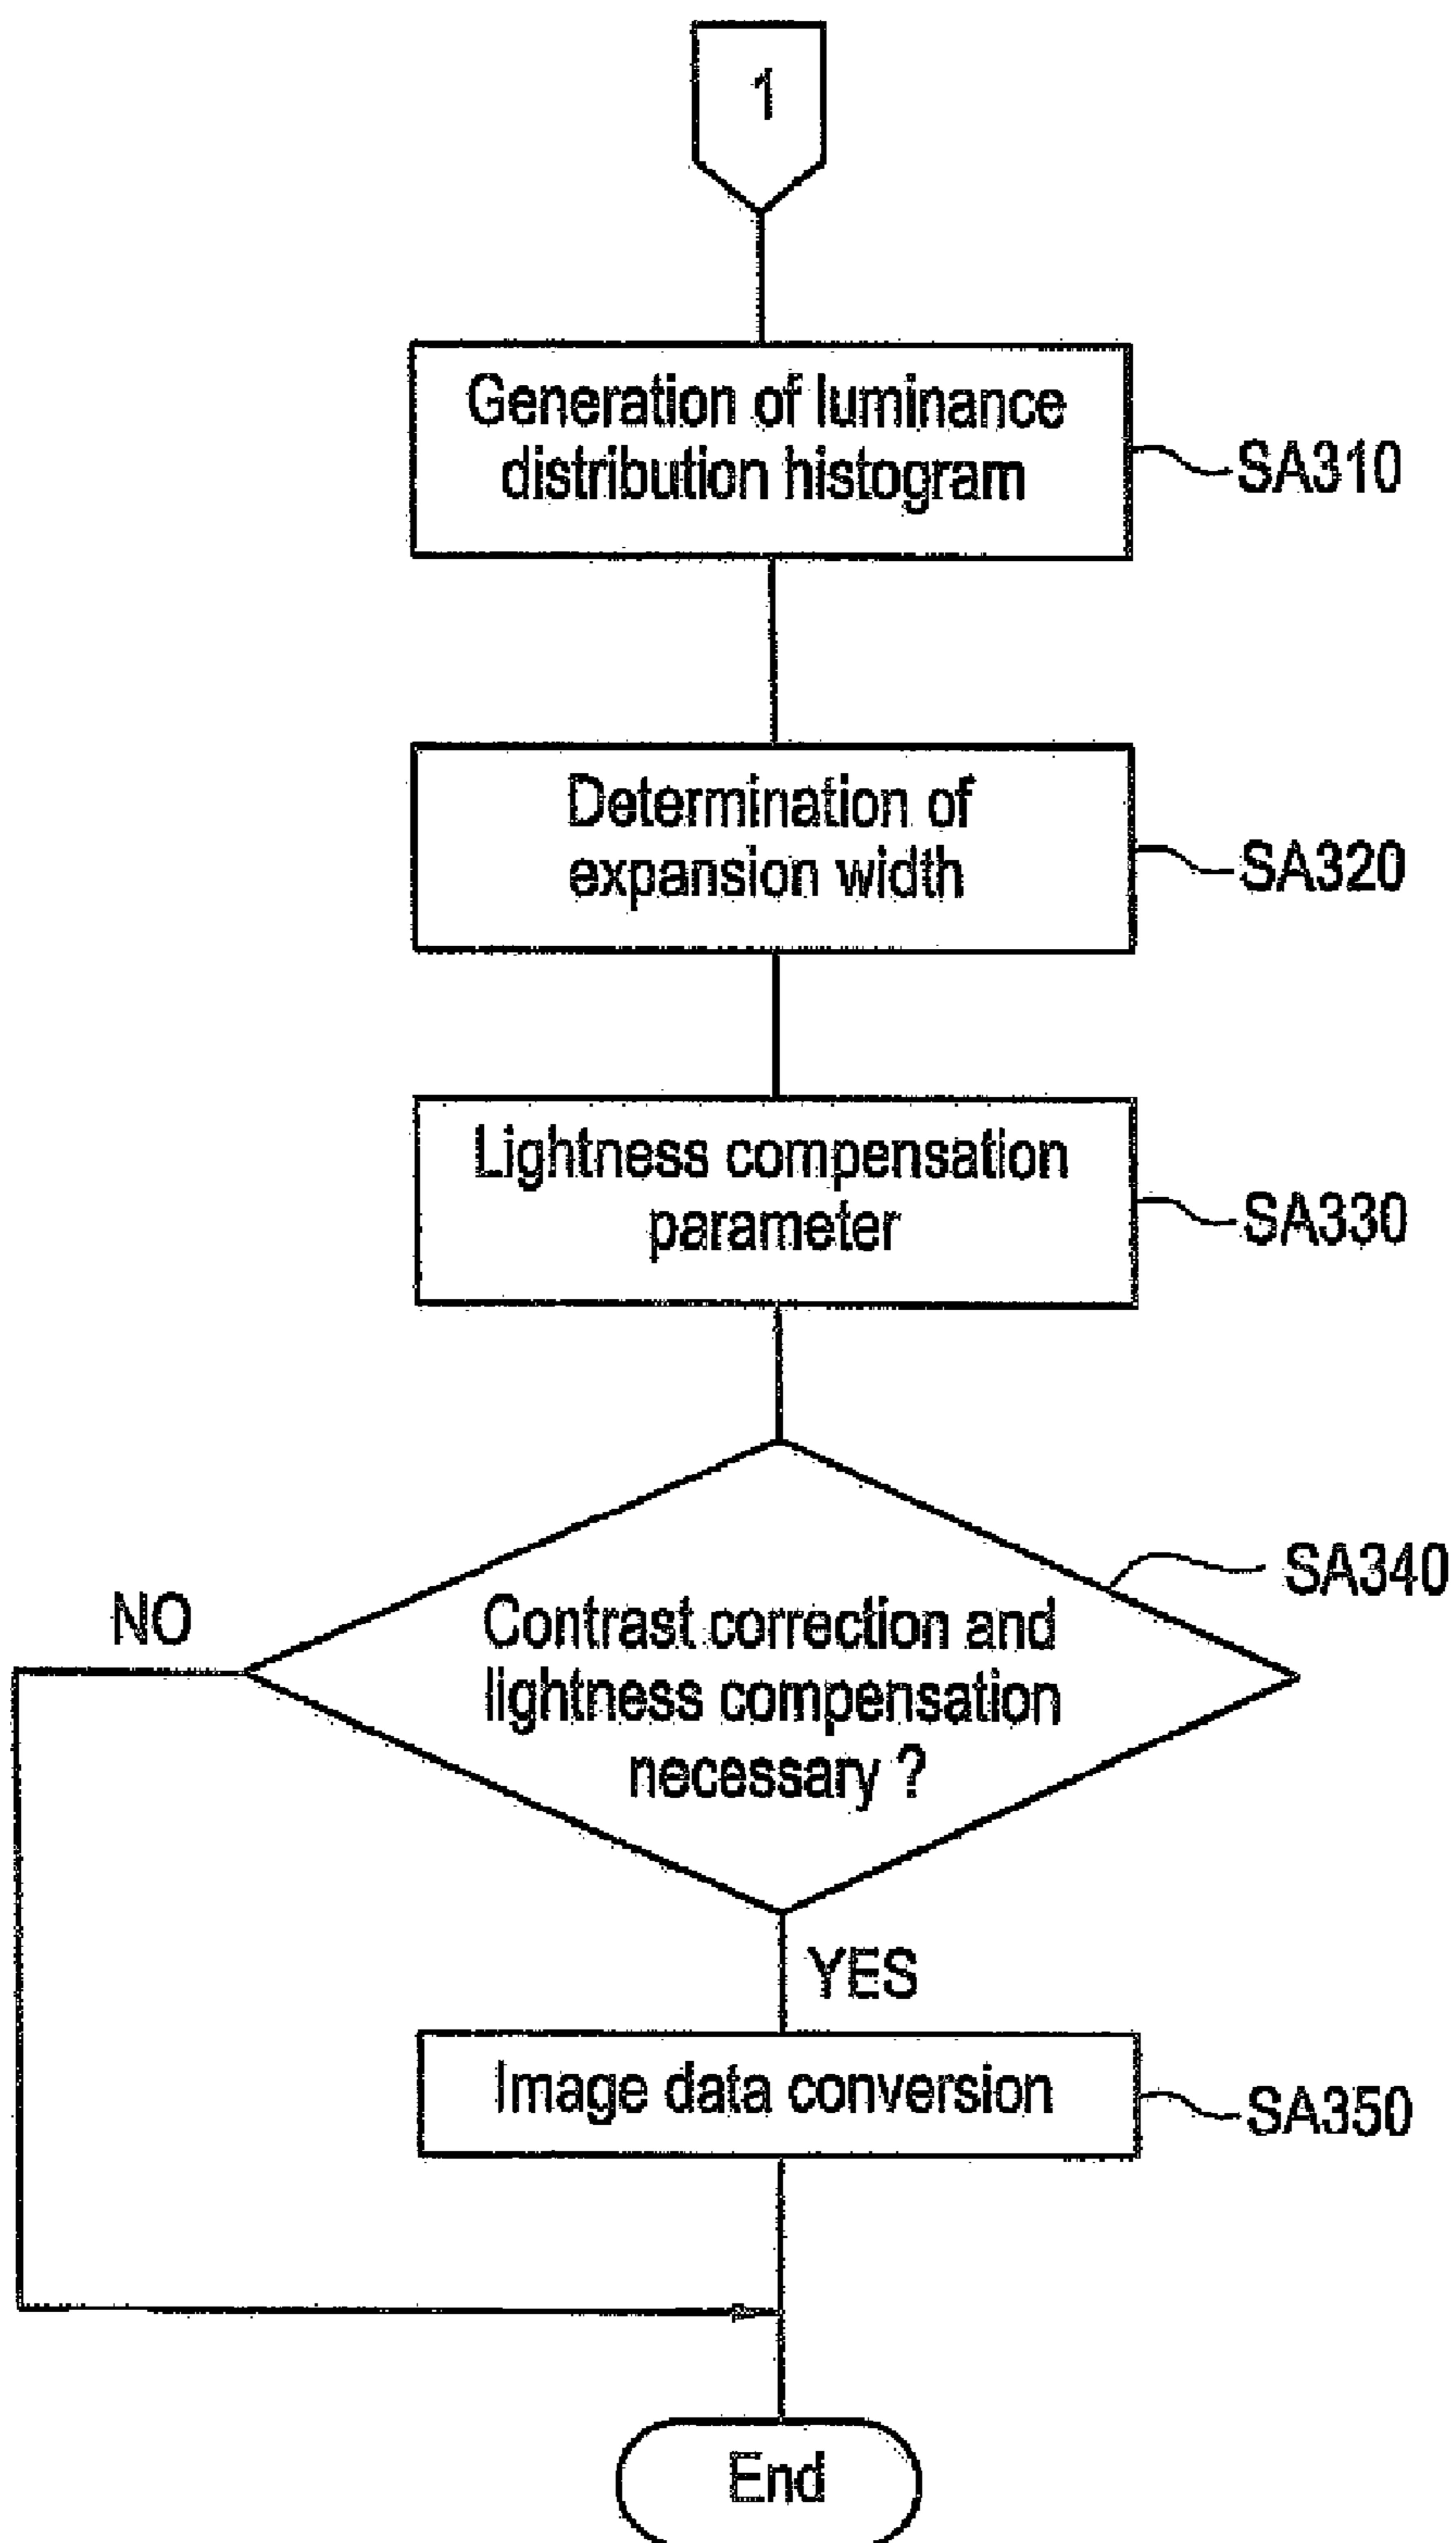 1
Generation of luminance
distribution histogram
SA310
Determination of
expansion width
SA320
Lightness compensation
parameter
SA330
SA340
NO
Contrast correction and
lightness compensation
necessary ?
YES
Image data conversion
SA350
End